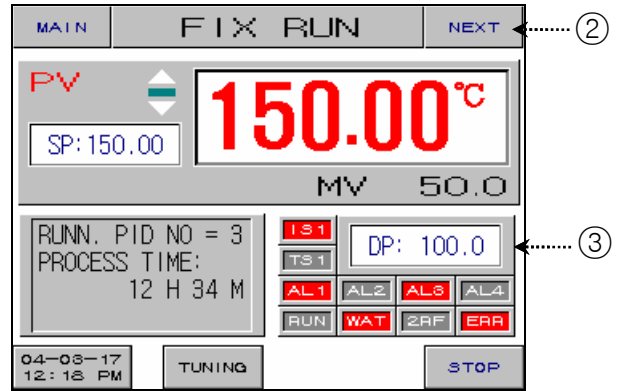 MAIN
FIX RUN
NEXT
②
PV
150.00℃
SP:150.00
MV 50.0
RUNN. PID NO = 3
PROCESS TIME:
12 H 34 M
IS1
TS1
DP: 100.0
③
AL1 AL2 AL3 AL4
RUN WAT 2RF ERR
04-03-17
12:18 PM
TUNING
STOP